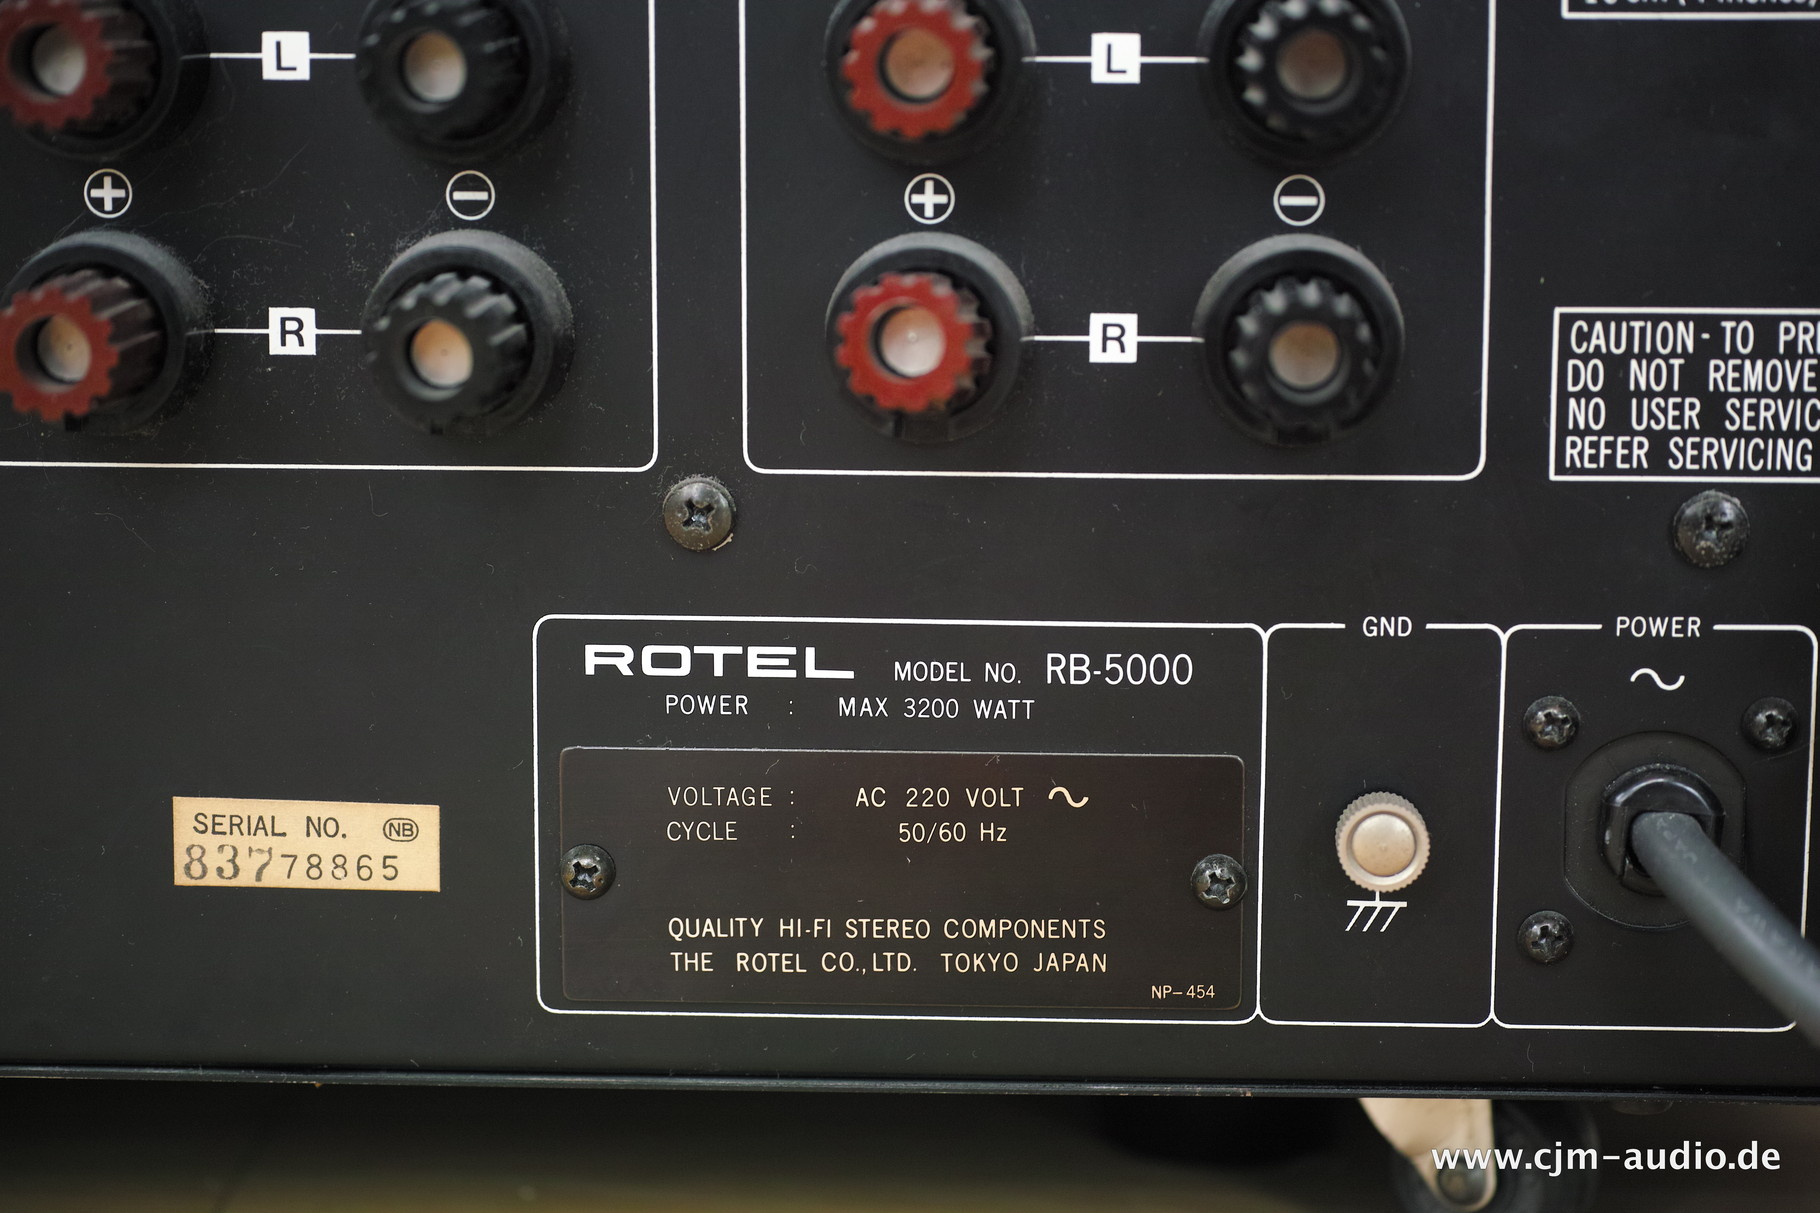 L
L
+ −
+ −
R
R
CAUTION - TO
DO NOT REMOVE
NO USER
REFER SERVICING
ROTEL MODEL NO. RB-5000
POWER : MAX 3200 WATT
VOLTAGE : AC 220 VOLT ~
CYCLE : 50/60 Hz
QUALITY HI-FI STEREO COMPONENTS
THE ROTEL CO., LTD. TOKYO JAPAN
NP-454
GND
POWER
~
SERIAL NO. NB
83778865
www.cjm-audio.de